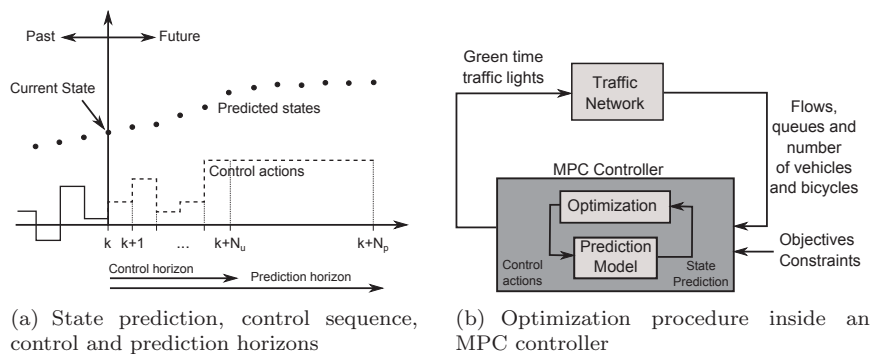 Past
Future
Current State
Predicted states
Control actions
k
k+1
...
k+Nu
k+Np
Control horizon
Prediction horizon
(a) State prediction, control sequence,
control and prediction horizons
Green time
traffic lights
Traffic
Network
Flows,
queues and
number
of vehicles
and bicycles
MPC Controller
Optimization
Prediction
Model
Control
actions
State
Prediction
Objectives
Constraints
(b) Optimization procedure inside an
MPC controller